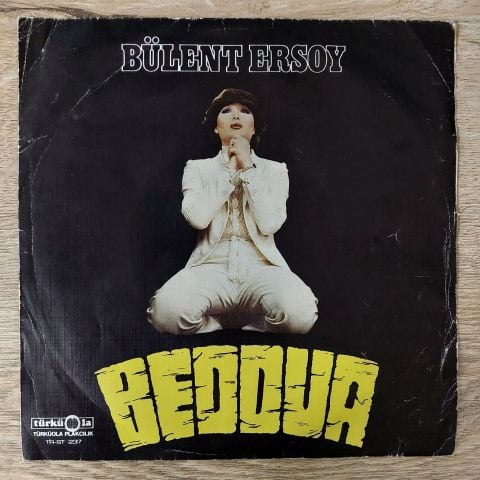 BÜLENT ERSOY
BEDDUA
türküola
TÜRKÜOLA PLAKÇILIK
TR-ST 237